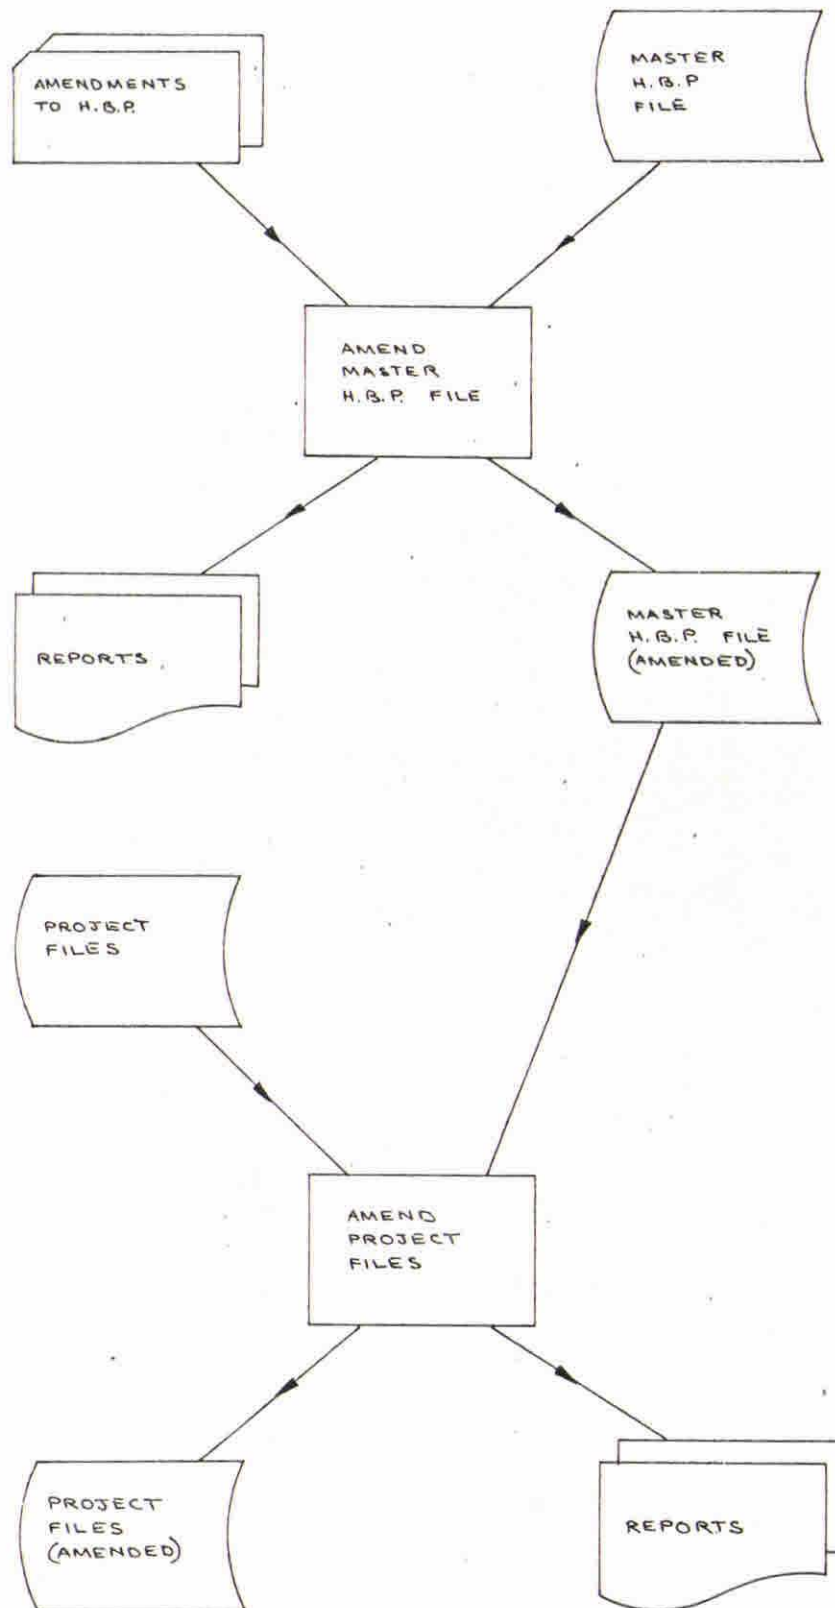 AMENDMENTS
TO H.B.P.
MASTER
H.B.P
FILE
AMEND
MASTER
H.B.P. FILE
REPORTS
MASTER
H.B.P. FILE
(AMENDED)
PROJECT
FILES
AMEND
PROJECT
FILES
PROJECT
FILES
(AMENDED)
REPORTS